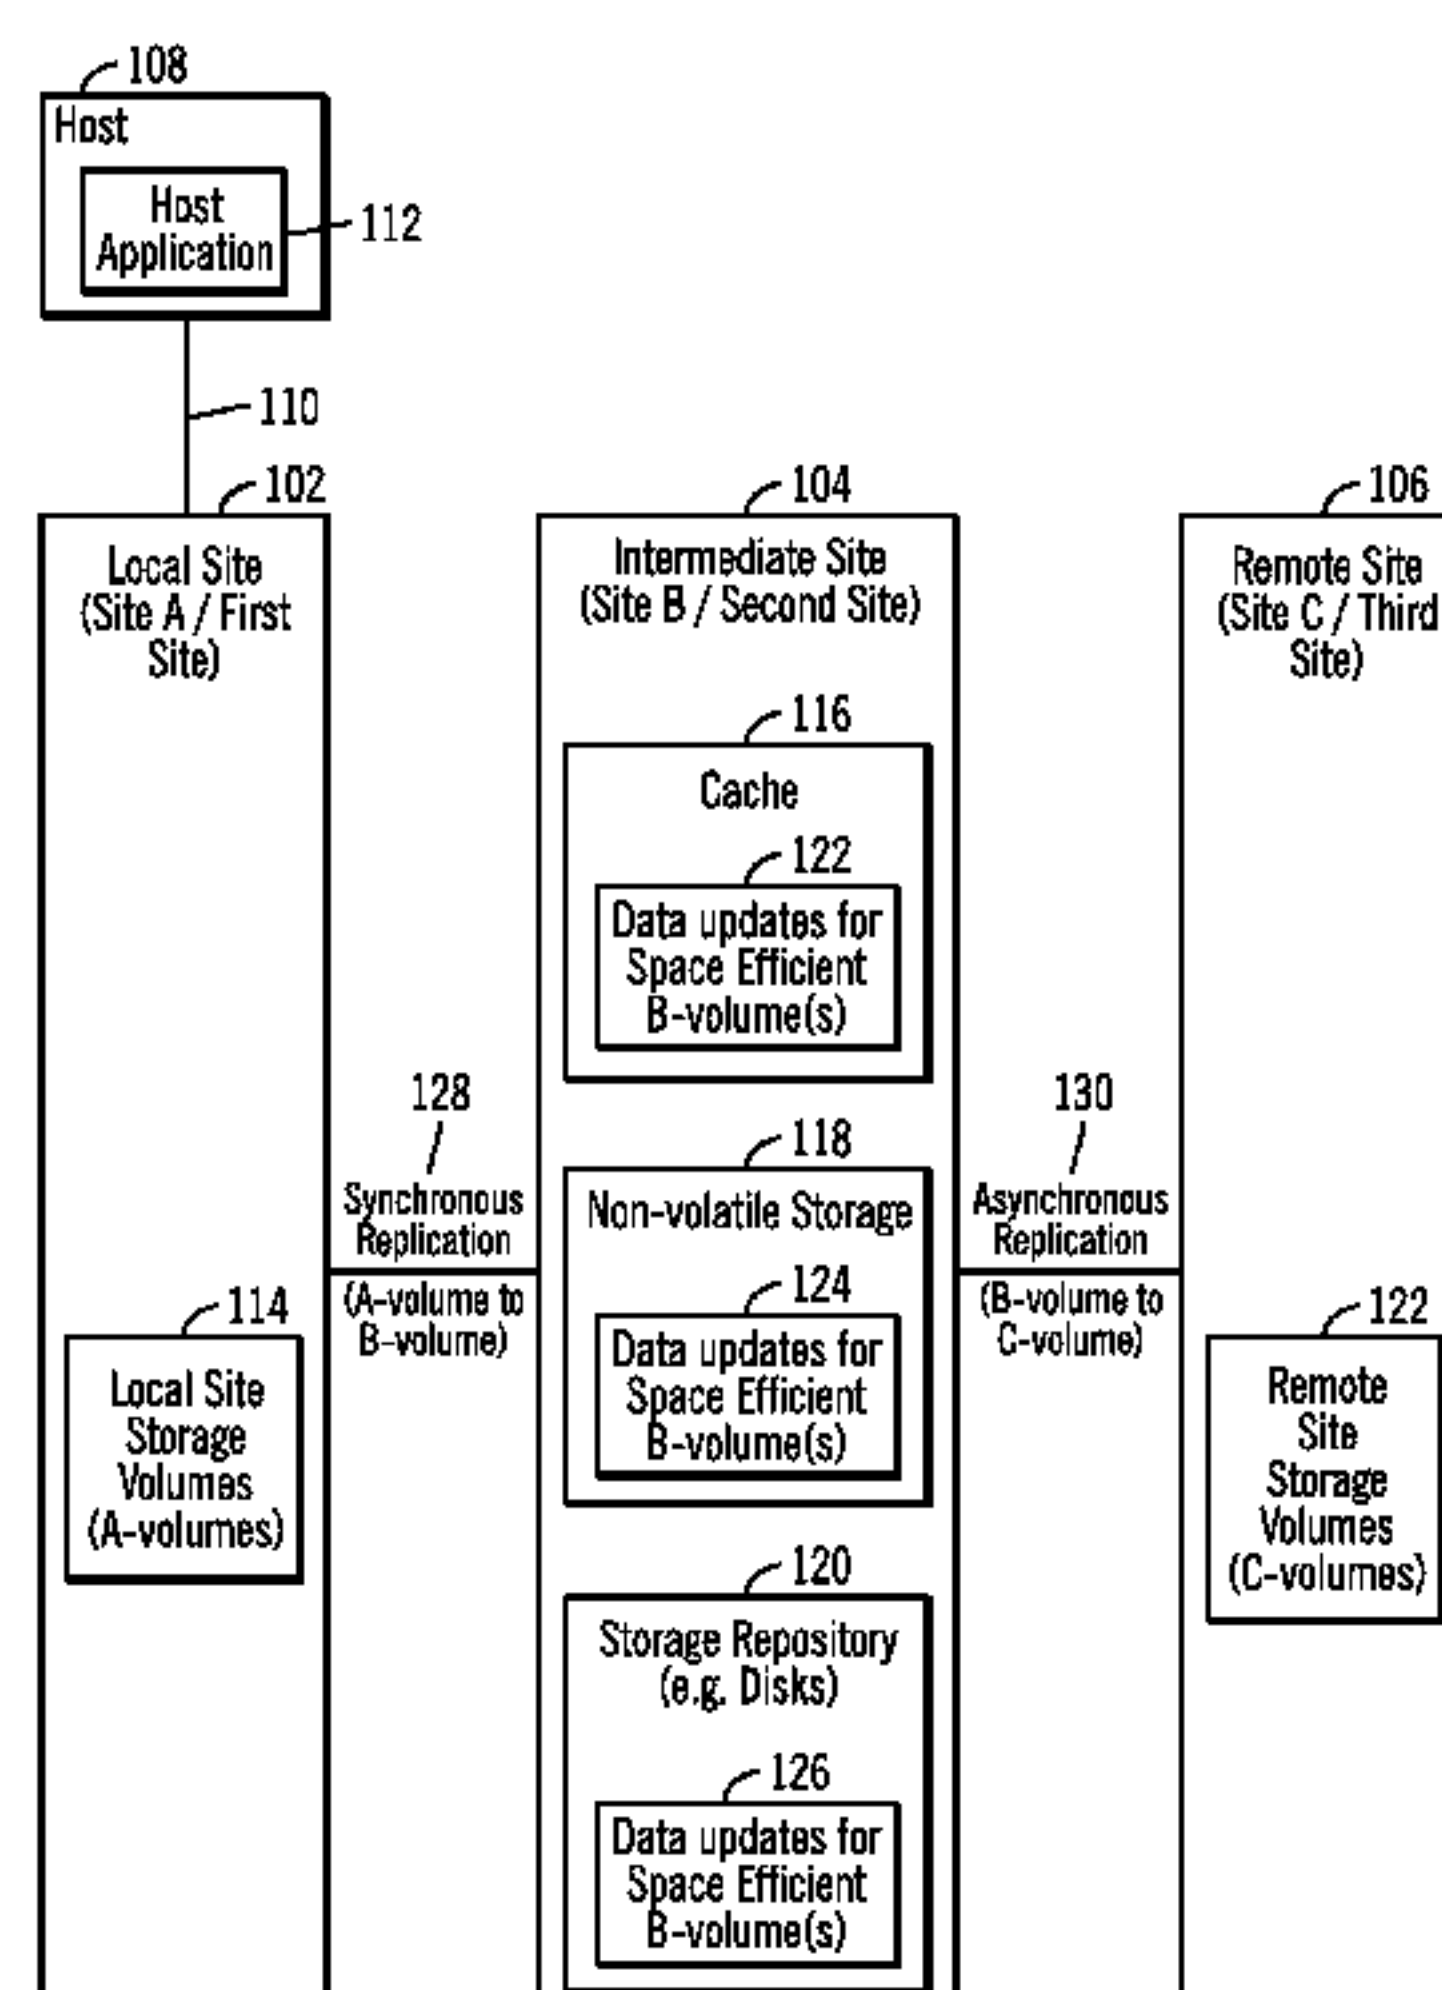 108
Host
Host
Application
112
110
102
Local Site
(Site A / First
Site)
104
Intermediate Site
(Site B / Second Site)
106
Remote Site
(Site C / Third
Site)
116
Cache
122
Data updates for
Space Efficient
B-volume(s)
128
Synchronous
Replication
(A-volume to
B-volume)
118
Non-volatile Storage
124
Data updates for
Space Efficient
B-volume(s)
130
Asynchronous
Replication
(B-volume to
C-volume)
114
Local Site
Storage
Volumes
(A-volumes)
122
Remote
Site
Storage
Volumes
(C-volumes)
120
Storage Repository
(e.g. Disks)
126
Data updates for
Space Efficient
B-volume(s)